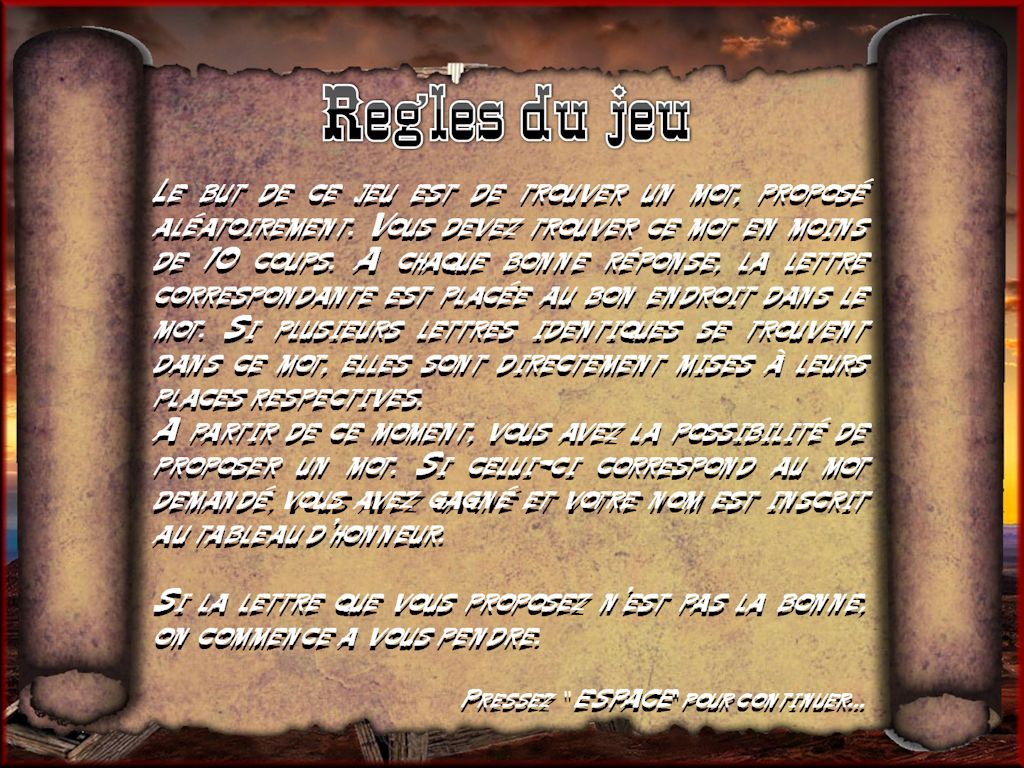 Regles du jeu
Le but de ce jeu est de trouver un mot, proposé
aléatoirement. Vous devez trouver ce mot en moins
de 10 coups. A chaque bonne réponse, la lettre
correspondante est placée au bon endroit dans le
mot. Si plusieurs lettres identiques se trouvent
dans ce mot, elles sont directement mises à leurs
places respectives.
A partir de ce moment, vous avez la possibilité de
proposer un mot. Si celui-ci correspond au mot
demandé, vous avez gagné et votre nom est inscrit
au tableau d'honneur.
Si la lettre que vous proposez n'est pas la bonne,
on commence a vous pendre.
Pressez "ESPACE" pour continuer...